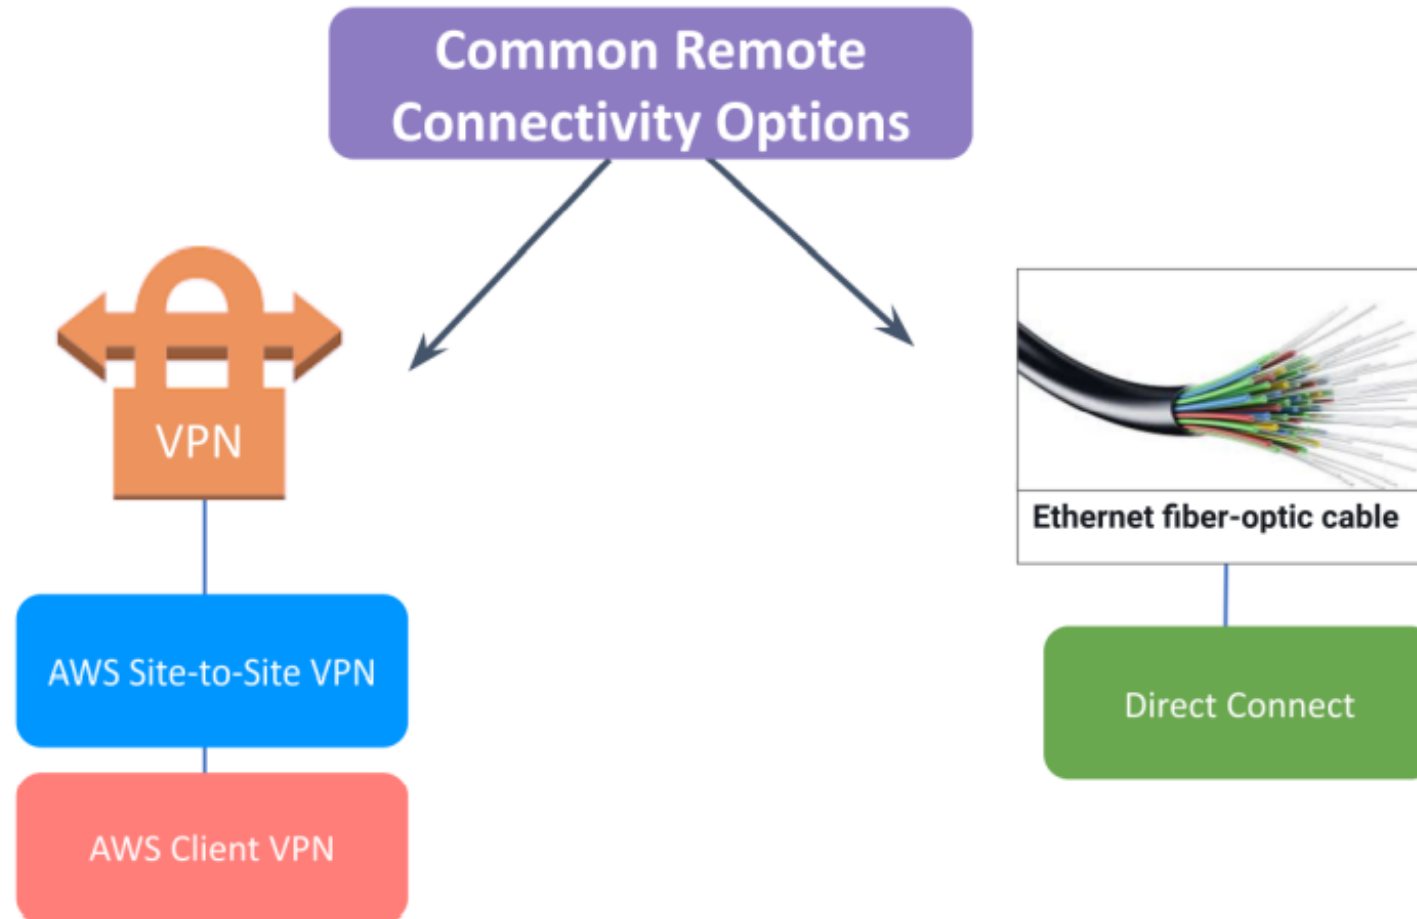 Common Remote
Connectivity Options
VPN
Ethernet fiber-optic cable
AWS Site-to-Site VPN
Direct Connect
AWS Client VPN